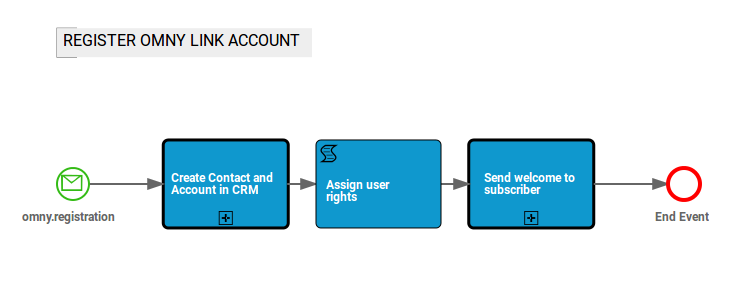 REGISTER OMNY LINK ACCOUNT
Create Contact and
Account in CRM
Assign user
rights
Send welcome to
subscriber
omny.registration
End Event